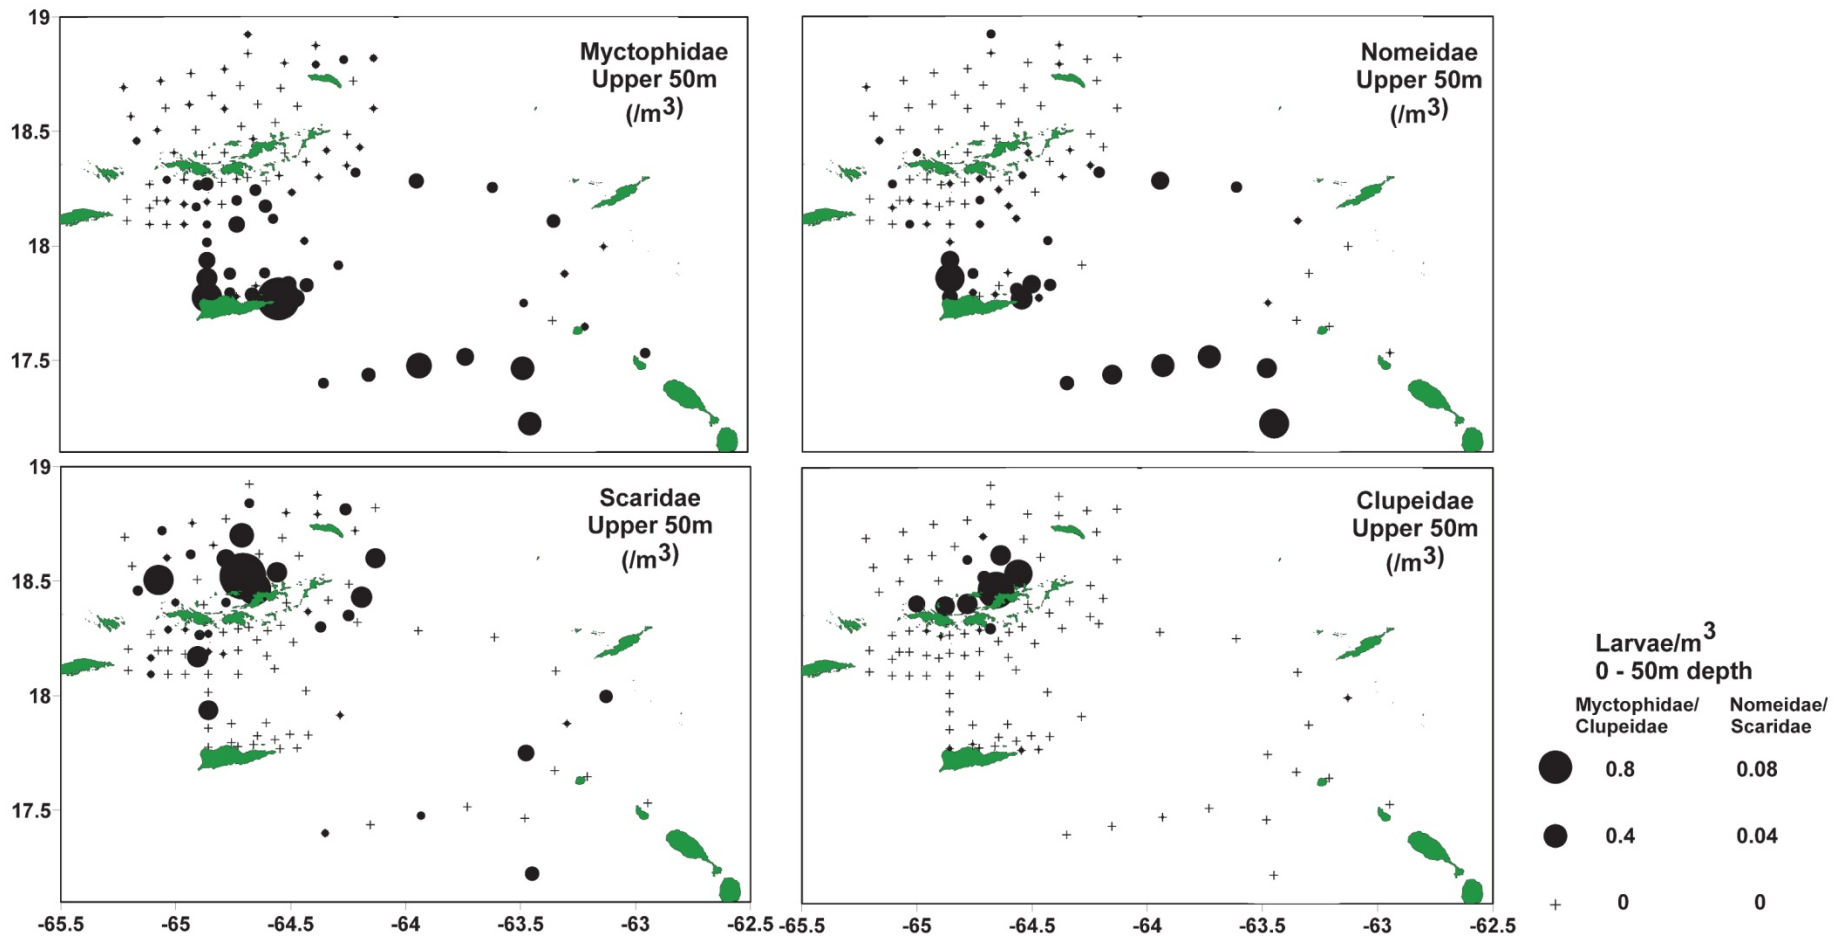 19
18.5
18
17.5
Myctophidae
Upper 50m
(/m3)
Nomeidae
Upper 50m
(/m3)
19
18.5
18
17.5
Scaridae
Upper 50m
(/m3)
Clupeidae
Upper 50m
(/m3)
-65.5 -65 -64.5 -64 -63.5 -63 -62.5
-65.5 -65 -64.5 -64 -63.5 -63 -62.5
Larvae/m3
0 - 50m depth
Myctophidae/ Nomeidae/
Clupeidae Scaridae
0.8 0.08
0.4 0.04
0 0